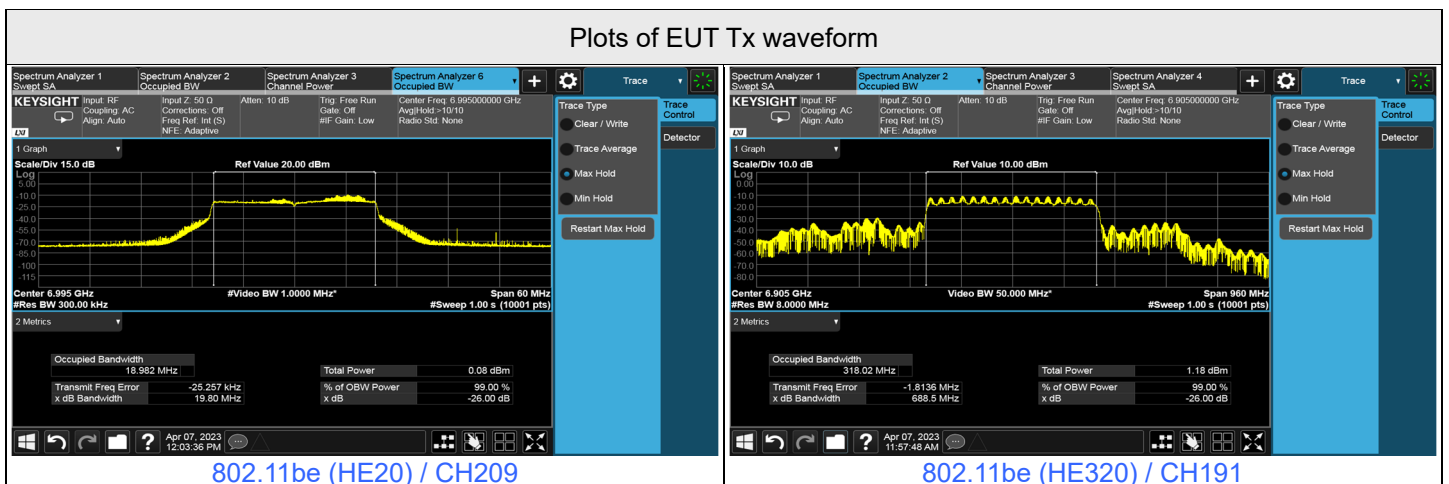 Plots of EUT Tx waveform
Spectrum Analyzer 1
Swept SA
Spectrum Analyzer 2
Occupied BW
Spectrum Analyzer 3
Channel Power
Spectrum Analyzer 6
Occupied BW
+
Trace
KEYSIGHT
LXI
Input: RF
Coupling: AC
Align: Auto
Input Z: 50 Ω
Corrections: Off
Freq Ref: Int (S)
NFE: Adaptive
Atten: 10 dB
Trig: Free Run
Gate: Off
#IF Gain: Low
Center Freq: 6.995000000 GHz
Avg|Hold:>10/10
Radio Std: None
Trace Type
Clear / Write
Trace Average
Max Hold
Min Hold
Restart Max Hold
Trace
Control
Detector
1 Graph
Scale/Div 15.0 dB
Ref Value 20.00 dBm
Log
5.00
-10.0
-25.0
-40.0
-55.0
-70.0
-85.0
-100
-115
Center 6.995 GHz
#Video BW 1.0000 MHz*
Span 60 MHz
#Res BW 300.00 kHz
#Sweep 1.00 s (10001 pts)
2 Metrics
Occupied Bandwidth
18.982 MHz
Total Power 0.08 dBm
Transmit Freq Error -25.257 kHz
% of OBW Power 99.00 %
x dB Bandwidth 19.80 MHz
x dB -26.00 dB
?
Apr 07, 2023
12:03:36 PM
802.11be (HE20) / CH209
Spectrum Analyzer 1
Swept SA
Spectrum Analyzer 2
Occupied BW
Spectrum Analyzer 3
Channel Power
Spectrum Analyzer 4
Swept SA
+
Trace
KEYSIGHT
LXI
Input: RF
Coupling: AC
Align: Auto
Input Z: 50 Ω
Corrections: Off
Freq Ref: Int (S)
NFE: Adaptive
Atten: 10 dB
Trig: Free Run
Gate: Off
#IF Gain: Low
Center Freq: 6.905000000 GHz
Avg|Hold:>10/10
Radio Std: None
Trace Type
Clear / Write
Trace Average
Max Hold
Min Hold
Restart Max Hold
Trace
Control
Detector
1 Graph
Scale/Div 10.0 dB
Ref Value 10.00 dBm
Log
0.00
-10.0
-20.0
-30.0
-40.0
-50.0
-60.0
-70.0
-80.0
Center 6.905 GHz
Video BW 50.000 MHz*
Span 960 MHz
#Res BW 8.0000 MHz
#Sweep 1.00 s (10001 pts)
2 Metrics
Occupied Bandwidth
318.02 MHz
Total Power 1.18 dBm
Transmit Freq Error -1.8136 MHz
% of OBW Power 99.00 %
x dB Bandwidth 688.5 MHz
x dB -26.00 dB
?
Apr 07, 2023
11:57:48 AM
802.11be (HE320) / CH191